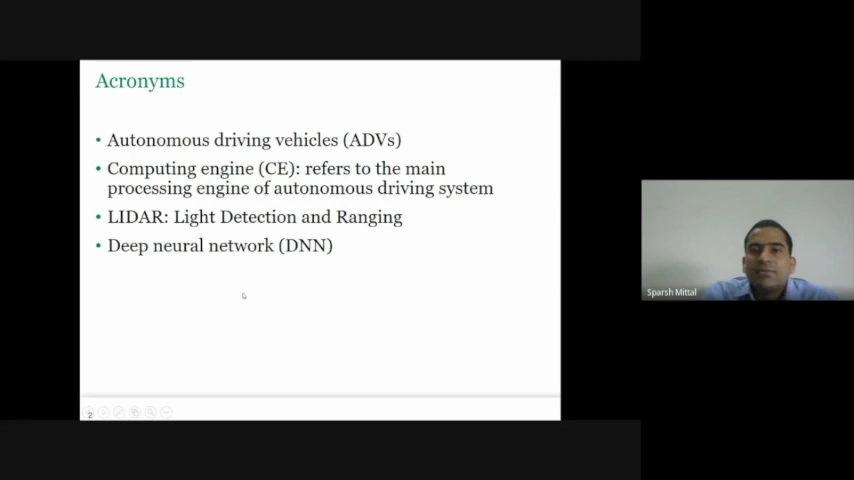 Acronyms
• Autonomous driving vehicles (ADVs)
• Computing engine (CE): refers to the main
processing engine of autonomous driving system
• LIDAR: Light Detection and Ranging
• Deep neural network (DNN)
2
Sparsh Mittal